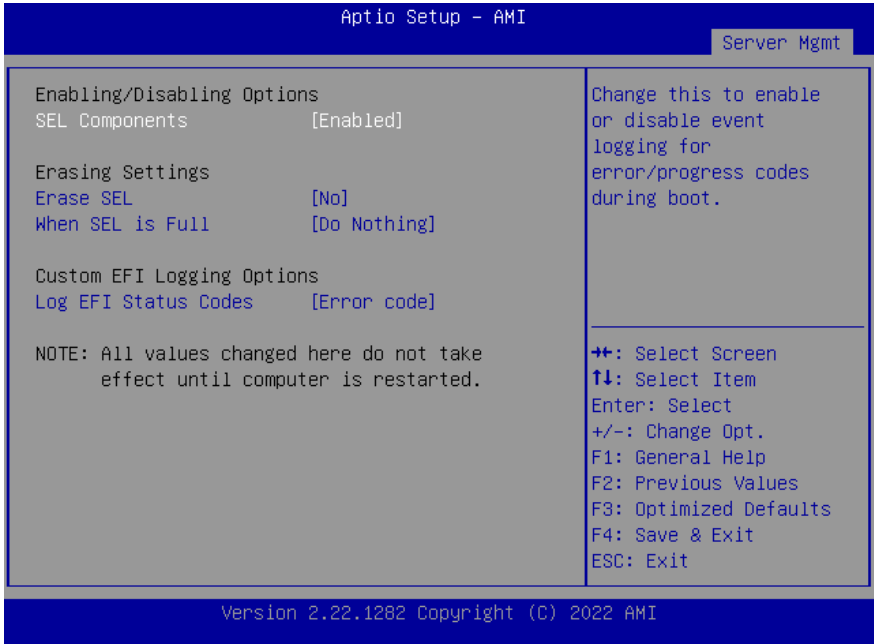 Aptio Setup – AMI
Server Mgmt
Enabling/Disabling Options
SEL Components [Enabled]
Erasing Settings
Erase SEL [No]
When SEL is Full [Do Nothing]
Custom EFI Logging Options
Log EFI Status Codes [Error code]
NOTE: All values changed here do not take
effect until computer is restarted.
Change this to enable
or disable event
logging for
error/progress codes
during boot.
→←: Select Screen
↑↓: Select Item
Enter: Select
+/-: Change Opt.
F1: General Help
F2: Previous Values
F3: Optimized Defaults
F4: Save & Exit
ESC: Exit
Version 2.22.1282 Copyright (C) 2022 AMI